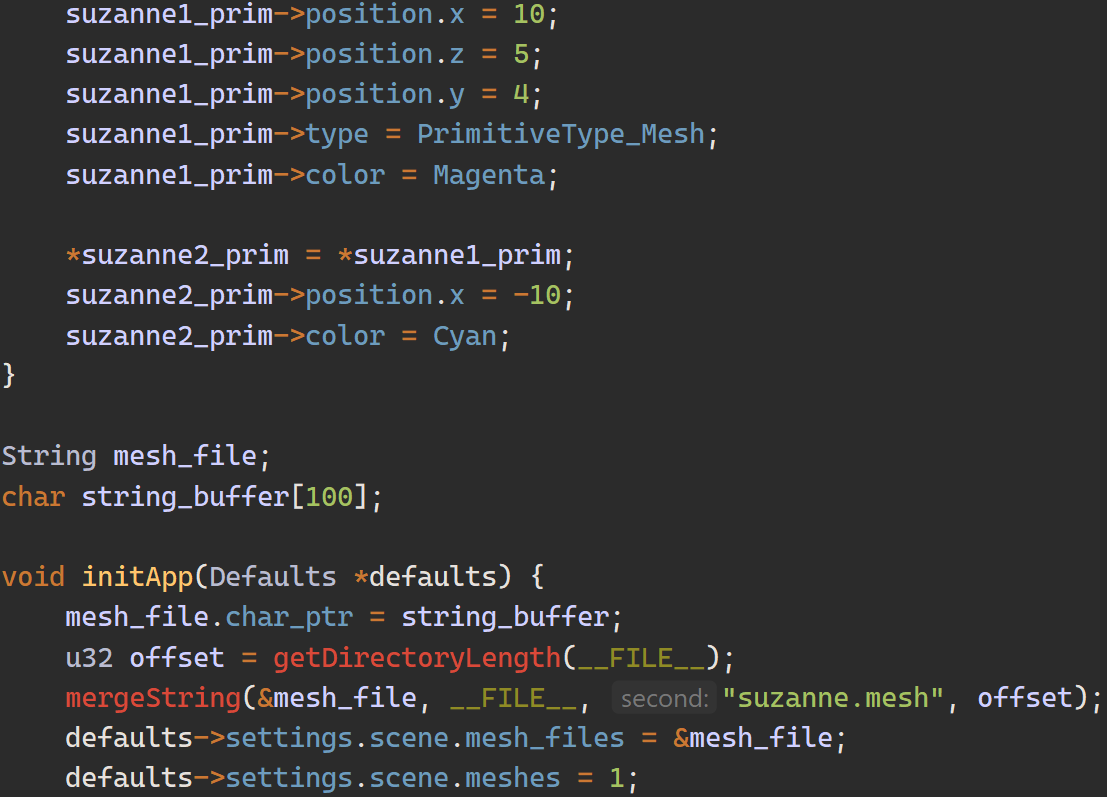 suzanne1_prim->position.x = 10;
    suzanne1_prim->position.z = 5;
    suzanne1_prim->position.y = 4;
    suzanne1_prim->type = PrimitiveType_Mesh;
    suzanne1_prim->color = Magenta;

    *suzanne2_prim = *suzanne1_prim;
    suzanne2_prim->position.x = -10;
    suzanne2_prim->color = Cyan;
}

String mesh_file;
char string_buffer[100];

void initApp(Defaults *defaults) {
    mesh_file.char_ptr = string_buffer;
    u32 offset = getDirectoryLength(__FILE__);
    mergeString(&mesh_file, __FILE__, second: "suzanne.mesh", offset);
    defaults->settings.scene.mesh_files = &mesh_file;
    defaults->settings.scene.meshes = 1;